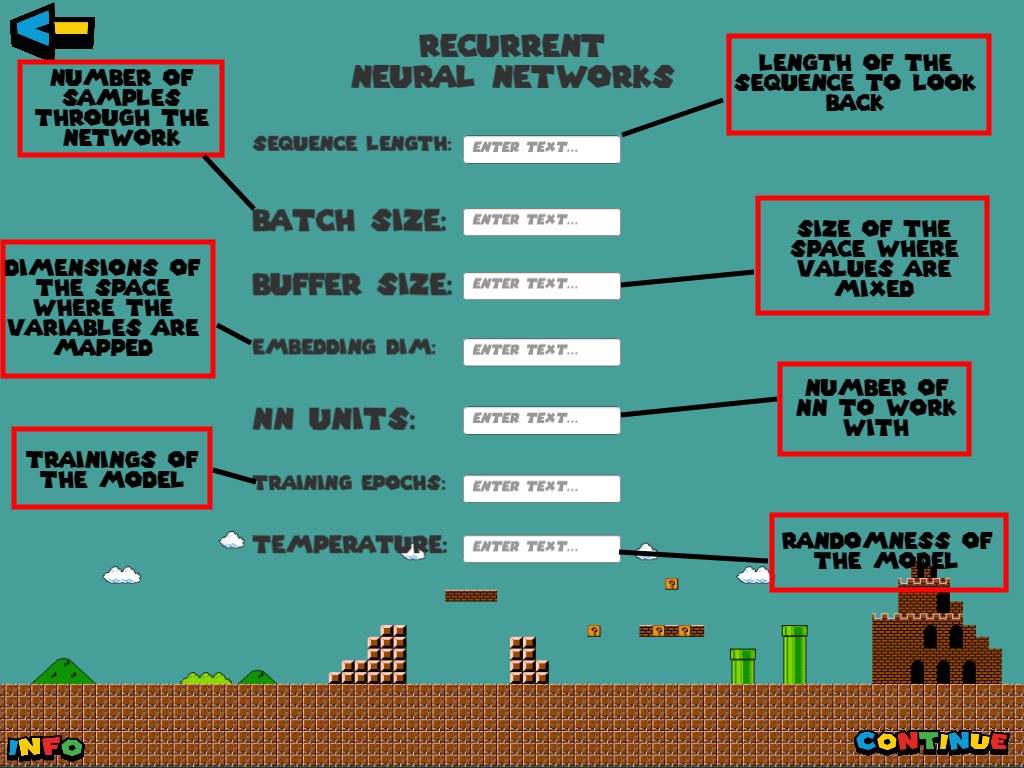 RECURRENT
NEURAL NETWORKS
NUMBER OF
SAMPLES
THROUGH THE
NETWORK
LENGTH OF THE
SEQUENCE TO LOOK
BACK
SEQUENCE LENGTH:
ENTER TEXT...
BATCH SIZE:
ENTER TEXT...
SIZE OF THE
SPACE WHERE
VALUES ARE
MIXED
DIMENSIONS OF
THE SPACE
WHERE THE
VARIABLES ARE
MAPPED
BUFFER SIZE:
ENTER TEXT...
EMBEDDING DIM:
ENTER TEXT...
NUMBER OF
NN TO WORK
WITH
NN UNITS:
ENTER TEXT...
TRAININGS OF
THE MODEL
TRAINING EPOCHS:
ENTER TEXT...
TEMPERATURE:
ENTER TEXT...
RANDOMNESS OF
THE MODEL
?
?
?
?
INFO
CONTINUE